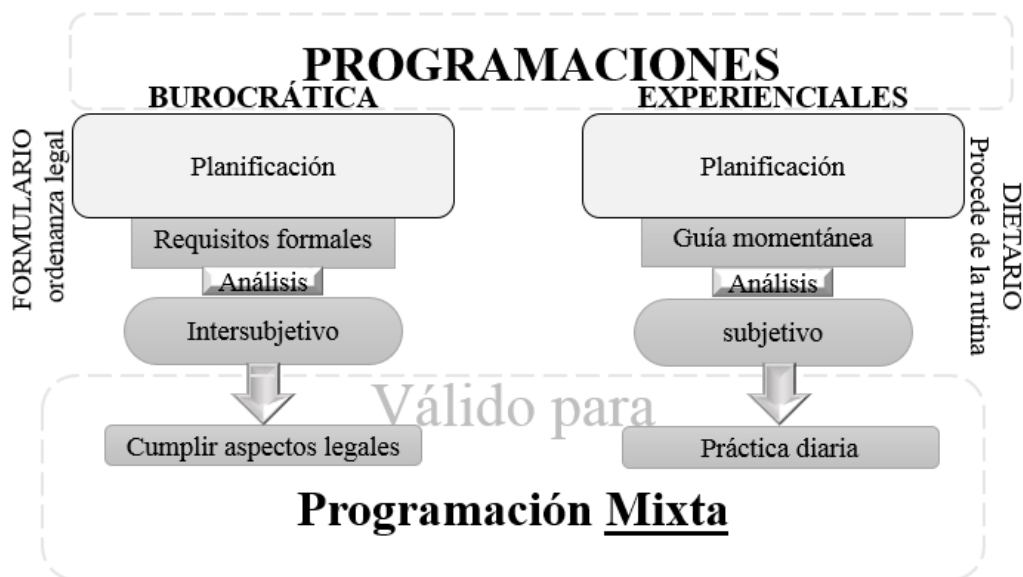 PROGRAMACIONES
BUROCRÁTICA
EXPERIENCIALES
FORMULARIO
ordenanza legal
Planificación
Requisitos formales
Análisis
Intersubjetivo
Planificación
Guía momentánea
Análisis
subjetivo
DIETARIO
Procede de la rutina
Válido para
Cumplir aspectos legales
Práctica diaria
Programación Mixta